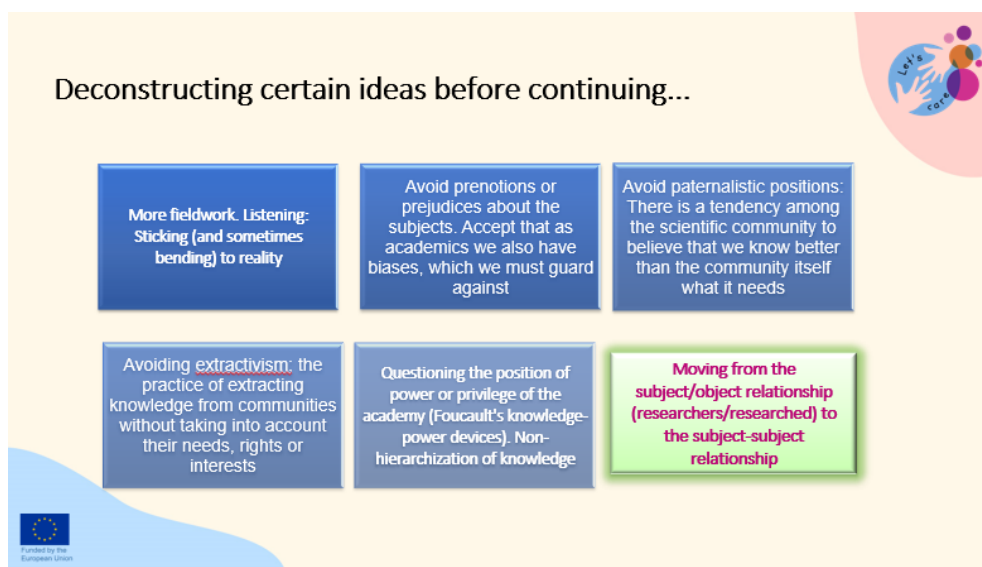 Deconstructing certain ideas before continuing...
Let's
care
More fieldwork. Listening:
Sticking (and sometimes
bending) to reality
Avoid prenotions or
prejudices about the
subjects. Accept that as
academics we also have
biases, which we must guard
against
Avoid paternalistic positions:
There is a tendency among
the scientific community to
believe that we know better
than the community itself
what it needs
Avoiding extractivism: the
practice of extracting
knowledge from communities
without taking into account
their needs, rights or
interests
Questioning the position of
power or privilege of the
academy (Foucault's knowledge-
power devices). Non-
hierarchization of knowledge
Moving from the
subject/object relationship
(researchers/researched) to
the subject-subject
relationship
Funded by the
European Union